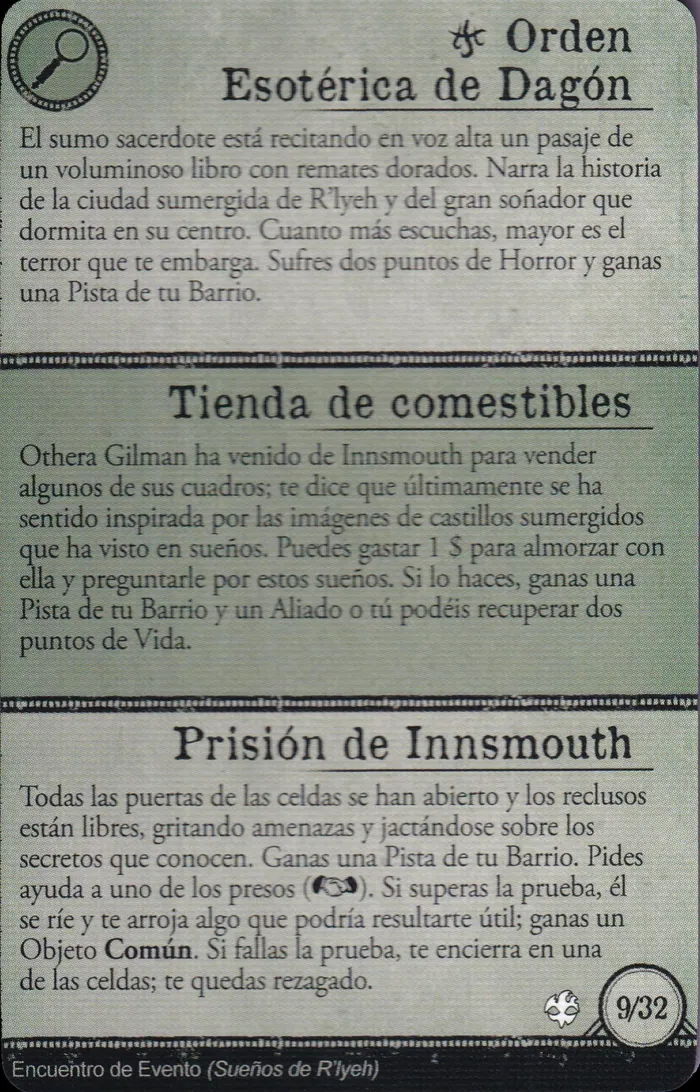 Orden
Esotérica de Dagón
El sumo sacerdote está recitando en voz alta un pasaje de
un voluminoso libro con remates dorados. Narra la historia
de la ciudad sumergida de R'lyeh y del gran soñador que
dormita en su centro. Cuanto más escuchas, mayor es el
terror que te embarga. Sufres dos puntos de Horror y ganas
una Pista de tu Barrio.
Tienda de comestibles
Othera Gilman ha venido de Innsmouth para vender
algunos de sus cuadros; te dice que últimamente se ha
sentido inspirada por las imágenes de castillos sumergidos
que ha visto en sueños. Puedes gastar 1 $ para almorzar con
ella y preguntarle por estos sueños. Si lo haces, ganas una
Pista de tu Barrio y un Aliado o tú podéis recuperar dos
puntos de Vida.
Prisión de Innsmouth
Todas las puertas de las celdas se han abierto y los reclusos
están libres, gritando amenazas y jactándose sobre los
secretos que conocen. Ganas una Pista de tu Barrio. Pides
ayuda a uno de los presos (). Si superas la prueba, él
se ríe y te arroja algo que podría resultarte útil; ganas un
Objeto Común. Si fallas la prueba, te encierra en una
de las celdas; te quedas rezagado.
9/32
Encuentro de Evento (Sueños de R'lyeh)